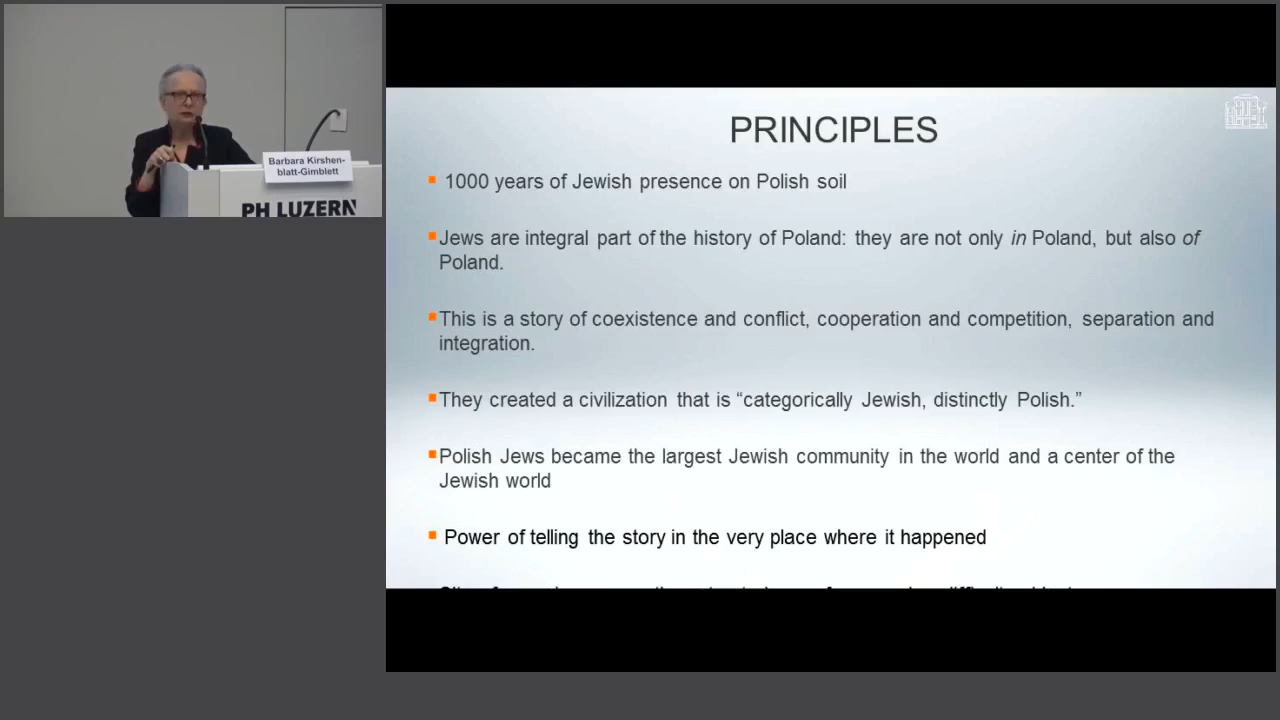 Barbara Kirshen-
blatt-Gimblett
PH LUZERN
PRINCIPLES
1000 years of Jewish presence on Polish soil
Jews are integral part of the history of Poland: they are not only in Poland, but also of
Poland.
This is a story of coexistence and conflict, cooperation and competition, separation and
integration.
They created a civilization that is “categorically Jewish, distinctly Polish.”
Polish Jews became the largest Jewish community in the world and a center of the
Jewish world
Power of telling the story in the very place where it happened